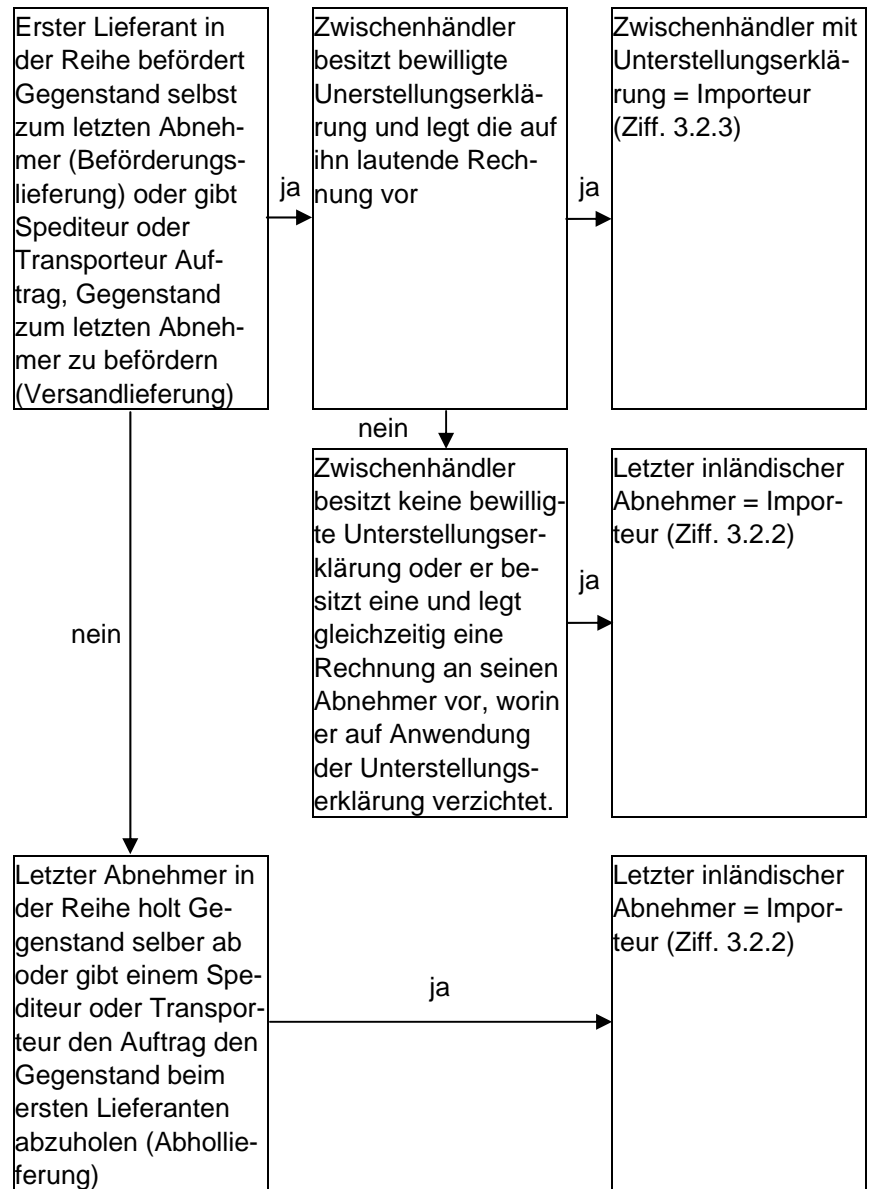 Erster Lieferant in
der Reihe befördert
Gegenstand selbst
zum letzten Abneh-
mer (Beförderungs-
lieferung) oder gibt
Spediteur oder
Transporteur Auf-
trag, Gegenstand
zum letzten Abneh-
mer zu befördern
(Versandlieferung)
ja
Zwischenhändler
besitzt bewilligte
Unerstellungserklä-
rung und legt die auf
ihn lautende Rech-
nung vor
ja
Zwischenhändler mit
Unterstellungserklä-
rung = Importeur
(Ziff. 3.2.3)
nein
Zwischenhändler
besitzt keine bewillig-
te Unterstellungser-
klärung oder er be-
sitzt eine und legt
gleichzeitig eine
Rechnung an seinen
Abnehmer vor, worin
er auf Anwendung
der Unterstellungs-
erklärung verzichtet.
ja
Letzter inländischer
Abnehmer = Impor-
teur (Ziff. 3.2.2)
nein
Letzter Abnehmer in
der Reihe holt Ge-
genstand selber ab
oder gibt einem Spe-
diteur oder Transpor-
teur den Auftrag den
Gegenstand beim
ersten Lieferanten
abzuholen (Abhollie-
ferung)
ja
Letzter inländischer
Abnehmer = Impor-
teur (Ziff. 3.2.2)